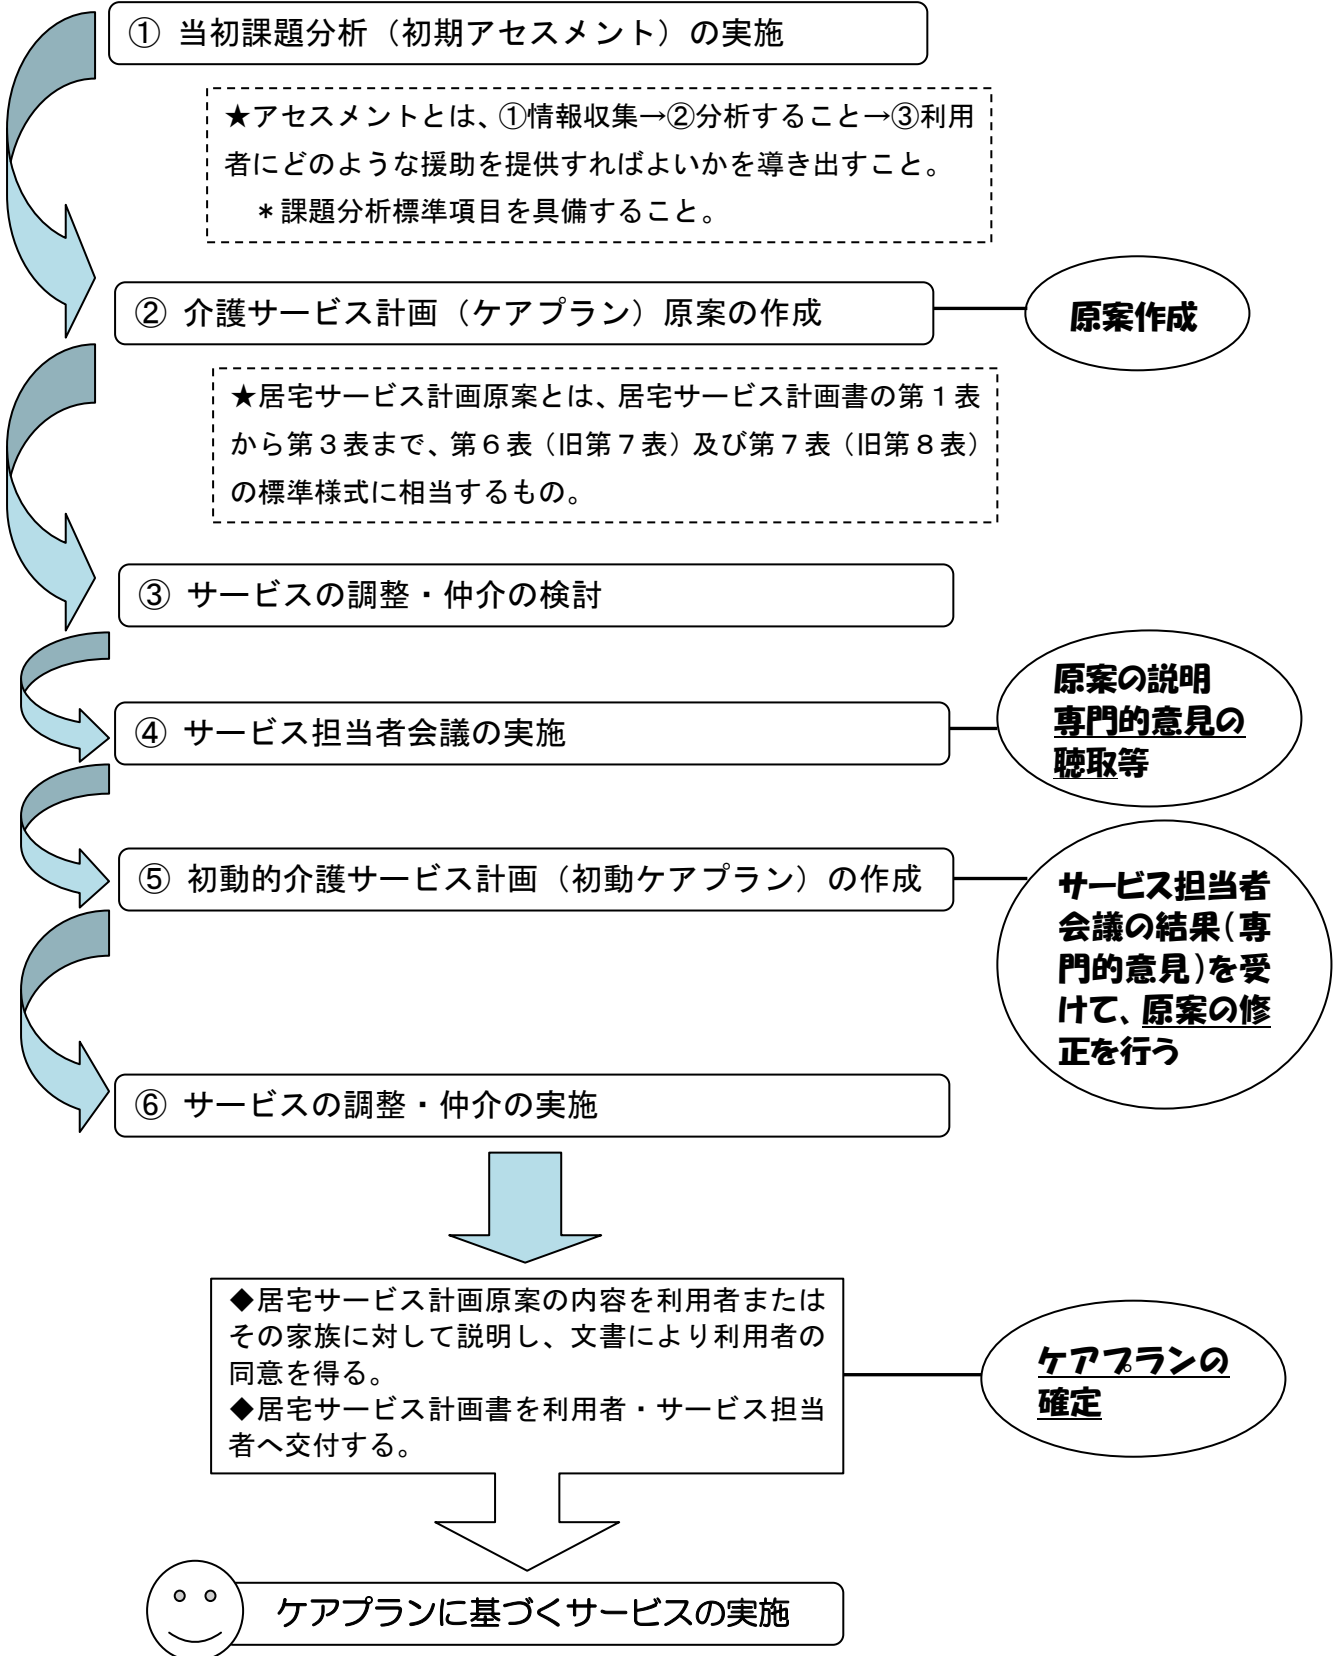 ① 当初課題分析（初期アセスメント）の実施
★アセスメントとは、①情報収集→②分析すること→③利用
者にどのような援助を提供すればよいかを導き出すこと。
＊課題分析標準項目を具備すること。
② 介護サービス計画（ケアプラン）原案の作成
原案作成
★居宅サービス計画原案とは、居宅サービス計画書の第１表
から第３表まで、第６表（旧第７表）及び第７表（旧第８表）
の標準様式に相当するもの。
③ サービスの調整・仲介の検討
④ サービス担当者会議の実施
原案の説明
専門的意見の
聴取等
⑤ 初動的介護サービス計画（初動ケアプラン）の作成
サービス担当者
会議の結果（専
門的意見）を受
けて、原案の修
正を行う
⑥ サービスの調整・仲介の実施
◆居宅サービス計画原案の内容を利用者または
その家族に対して説明し、文書により利用者の
同意を得る。
◆居宅サービス計画書を利用者・サービス担当
者へ交付する。
ケアプランの
確定
ケアプランに基づくサービスの実施